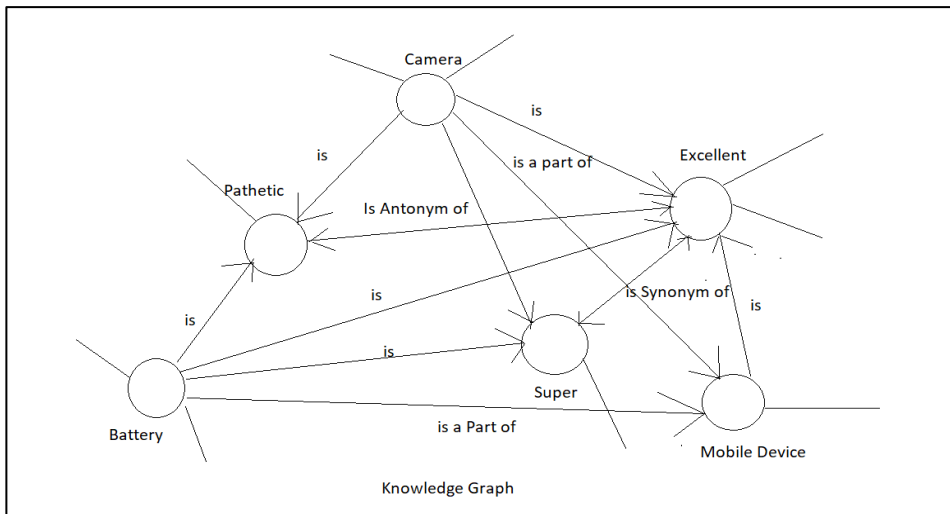 Camera
is
is
is a part of
Excellent
Pathetic
Is Antonym of
is
is Synonym of
is
is
is
Super
Battery
is a Part of
Mobile Device
Knowledge Graph